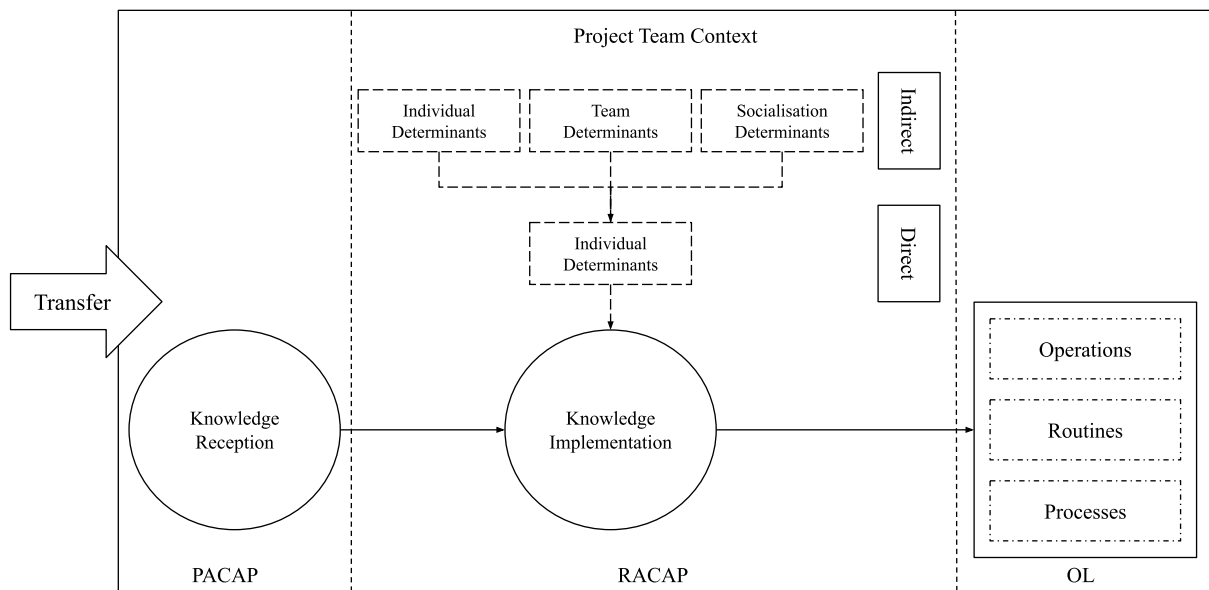 Project Team Context
Individual
Determinants
Team
Determinants
Socialisation
Determinants
Indirect
Individual
Determinants
Direct
Transfer
Knowledge
Reception
Knowledge
Implementation
Operations
Routines
Processes
PACAP
RACAP
OL